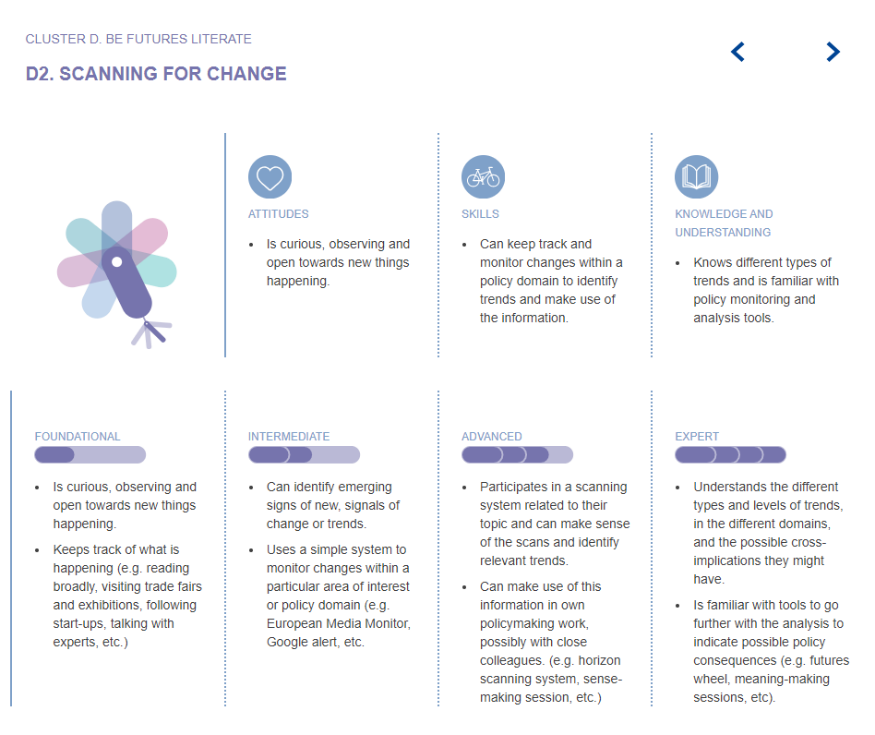 CLUSTER D. BE FUTURES LITERATE
D2. SCANNING FOR CHANGE
ATTITUDES
• Is curious, observing and
open towards new things
happening.
SKILLS
• Can keep track and
monitor changes within a
policy domain to identify
trends and make use of
the information.
KNOWLEDGE AND
UNDERSTANDING
• Knows different types of
trends and is familiar with
policy monitoring and
analysis tools.
FOUNDATIONAL
• Is curious, observing and
open towards new things
happening.
• Keeps track of what is
happening (e.g. reading
broadly, visiting trade fairs
and exhibitions, following
start-ups, talking with
experts, etc.)
INTERMEDIATE
• Can identify emerging
signs of new, signals of
change or trends.
• Uses a simple system to
monitor changes within a
particular area of interest
or policy domain (e.g.
European Media Monitor,
Google alert, etc.
ADVANCED
• Participates in a scanning
system related to their
topic and can make sense
of the scans and identify
relevant trends.
• Can make use of this
information in own
policymaking work,
possibly with close
colleagues. (e.g. horizon
scanning system, sense-
making session, etc.)
EXPERT
• Understands the different
types and levels of trends,
in the different domains,
and the possible cross-
implications they might
have.
• Is familiar with tools to go
further with the analysis to
indicate possible policy
consequences (e.g. futures
wheel, meaning-making
sessions, etc).